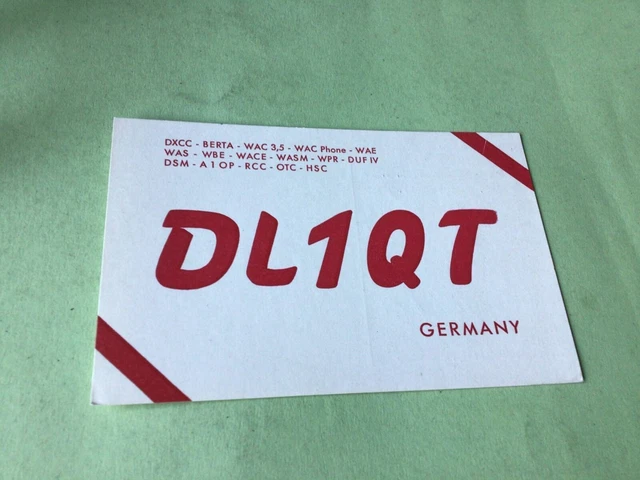 DXCC - BERTA - WAC 3,5 - WAC Phone - WAE
WAS - WBE - WACE - WASM - WPR - DUF IV
DSM - A 1 OP - RCC - OTC - HSC
DL1QT
GERMANY